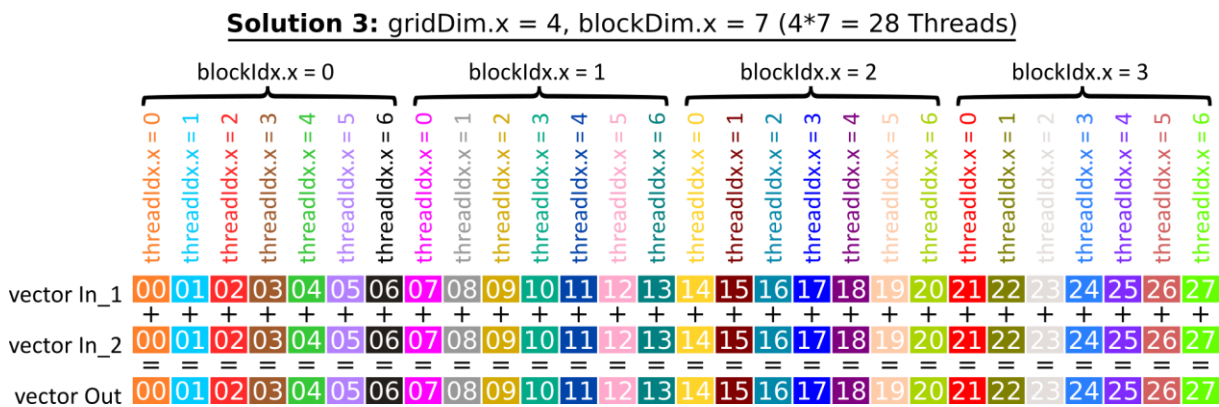 Solution 3: gridDim.x = 4, blockDim.x = 7 (4*7 = 28 Threads)
blockIdx.x = 0 blockIdx.x = 1 blockIdx.x = 2 blockIdx.x = 3
threadIdx.x = 0
threadIdx.x = 1
threadIdx.x = 2
threadIdx.x = 3
threadIdx.x = 4
threadIdx.x = 5
threadIdx.x = 6
threadIdx.x = 0
threadIdx.x = 1
threadIdx.x = 2
threadIdx.x = 3
threadIdx.x = 4
threadIdx.x = 5
threadIdx.x = 6
threadIdx.x = 0
threadIdx.x = 1
threadIdx.x = 2
threadIdx.x = 3
threadIdx.x = 4
threadIdx.x = 5
threadIdx.x = 6
threadIdx.x = 0
threadIdx.x = 1
threadIdx.x = 2
threadIdx.x = 3
threadIdx.x = 4
threadIdx.x = 5
threadIdx.x = 6
vector In_1 00 01 02 03 04 05 06 07 08 09 10 11 12 13 14 15 16 17 18 19 20 21 22 23 24 25 26 27
+ + + + + + + + + + + + + + + + + + + + + + + + + + + +
vector In_2 00 01 02 03 04 05 06 07 08 09 10 11 12 13 14 15 16 17 18 19 20 21 22 23 24 25 26 27
= = = = = = = = = = = = = = = = = = = = = = = = = = = =
vector Out 00 01 02 03 04 05 06 07 08 09 10 11 12 13 14 15 16 17 18 19 20 21 22 23 24 25 26 27